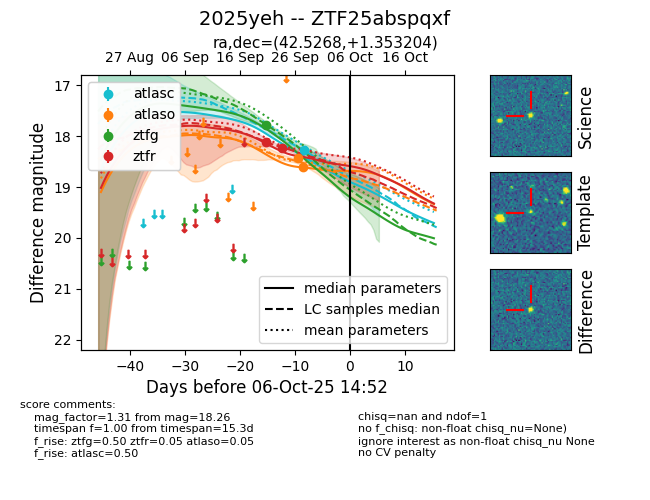 2025yeh -- ZTF25abspqxf
ra,dec=(42.5268,+1.353204)
27 Aug 06 Sep 16 Sep 26 Sep 06 Oct 16 Oct
Difference magnitude
17
18
19
20
21
22
atlasc
atlaso
ztfg
ztfr
median parameters
LC samples median
mean parameters
−40 −30 −20 −10 0 10
Days before 06-Oct-25 14:52
Science
Template
Difference
score comments:
mag_factor=1.31 from mag=18.26
timespan f=1.00 from timespan=15.3d
f_rise: ztfg=0.50 ztfr=0.05 atlaso=0.05
f_rise: atlasc=0.50
chisq=nan and ndof=1
no f_chisq: non-float chisq_nu=None)
ignore interest as non-float chisq_nu None
no CV penalty